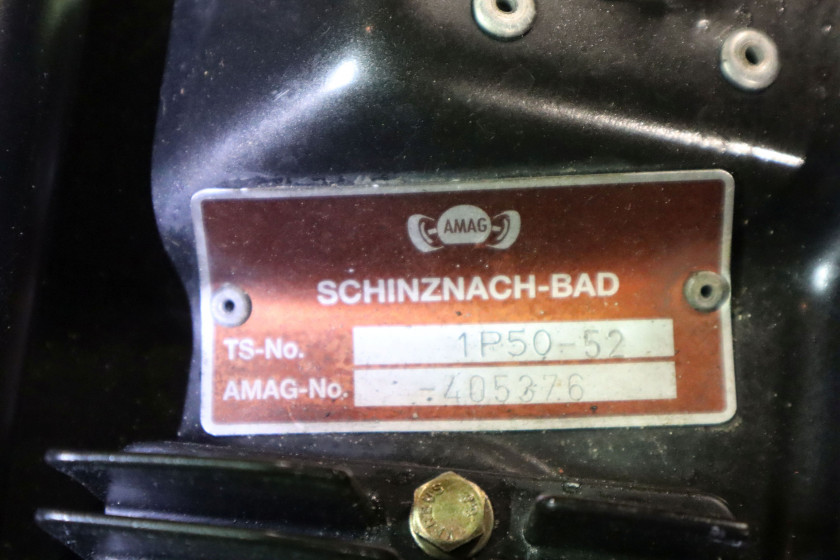 AMAG
SCHINZNACH-BAD
TS-No. 1P50-52
AMAG-No. -405376